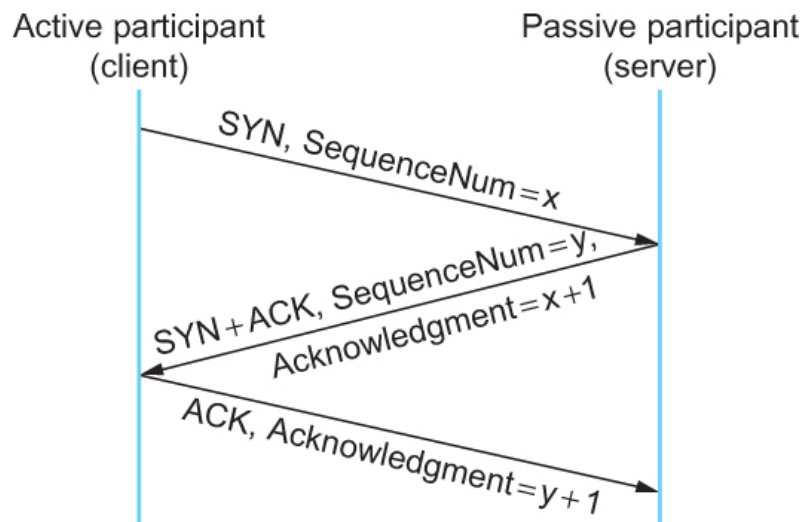 Active participant
(client)
Passive participant
(server)
SYN, SequenceNum=x
SYN+ACK, SequenceNum=y,
Acknowledgment=x+1
ACK, Acknowledgment=y+1